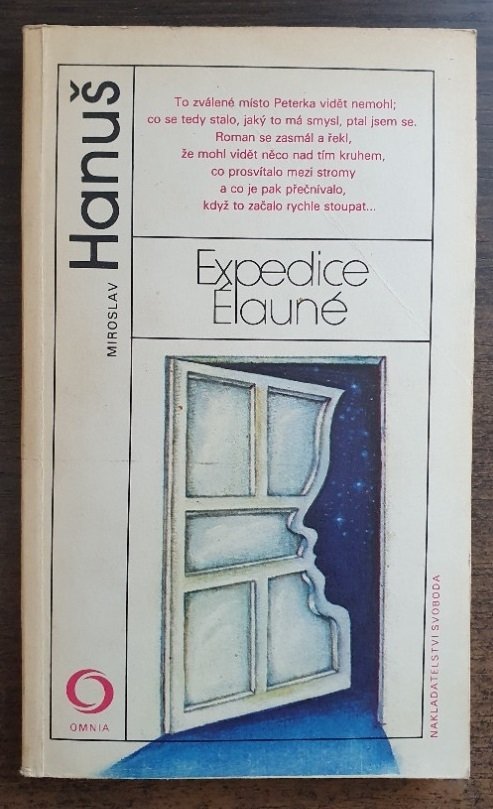 To zválené místo Peterka vidět nemohl;
co se tedy stalo, jaký to má smysl, ptal jsem se.
Roman se zasmál a řekl,
že mohl vidět něco nad tím kruhem,
co prosvítalo mezi stromy
a co je pak přečnívalo,
když to začalo rychle stoupat...
MIROSLAV Hanuš
Expedice
Élauné
NAKLADATELSTVÍ SVOBODA
OMNIA